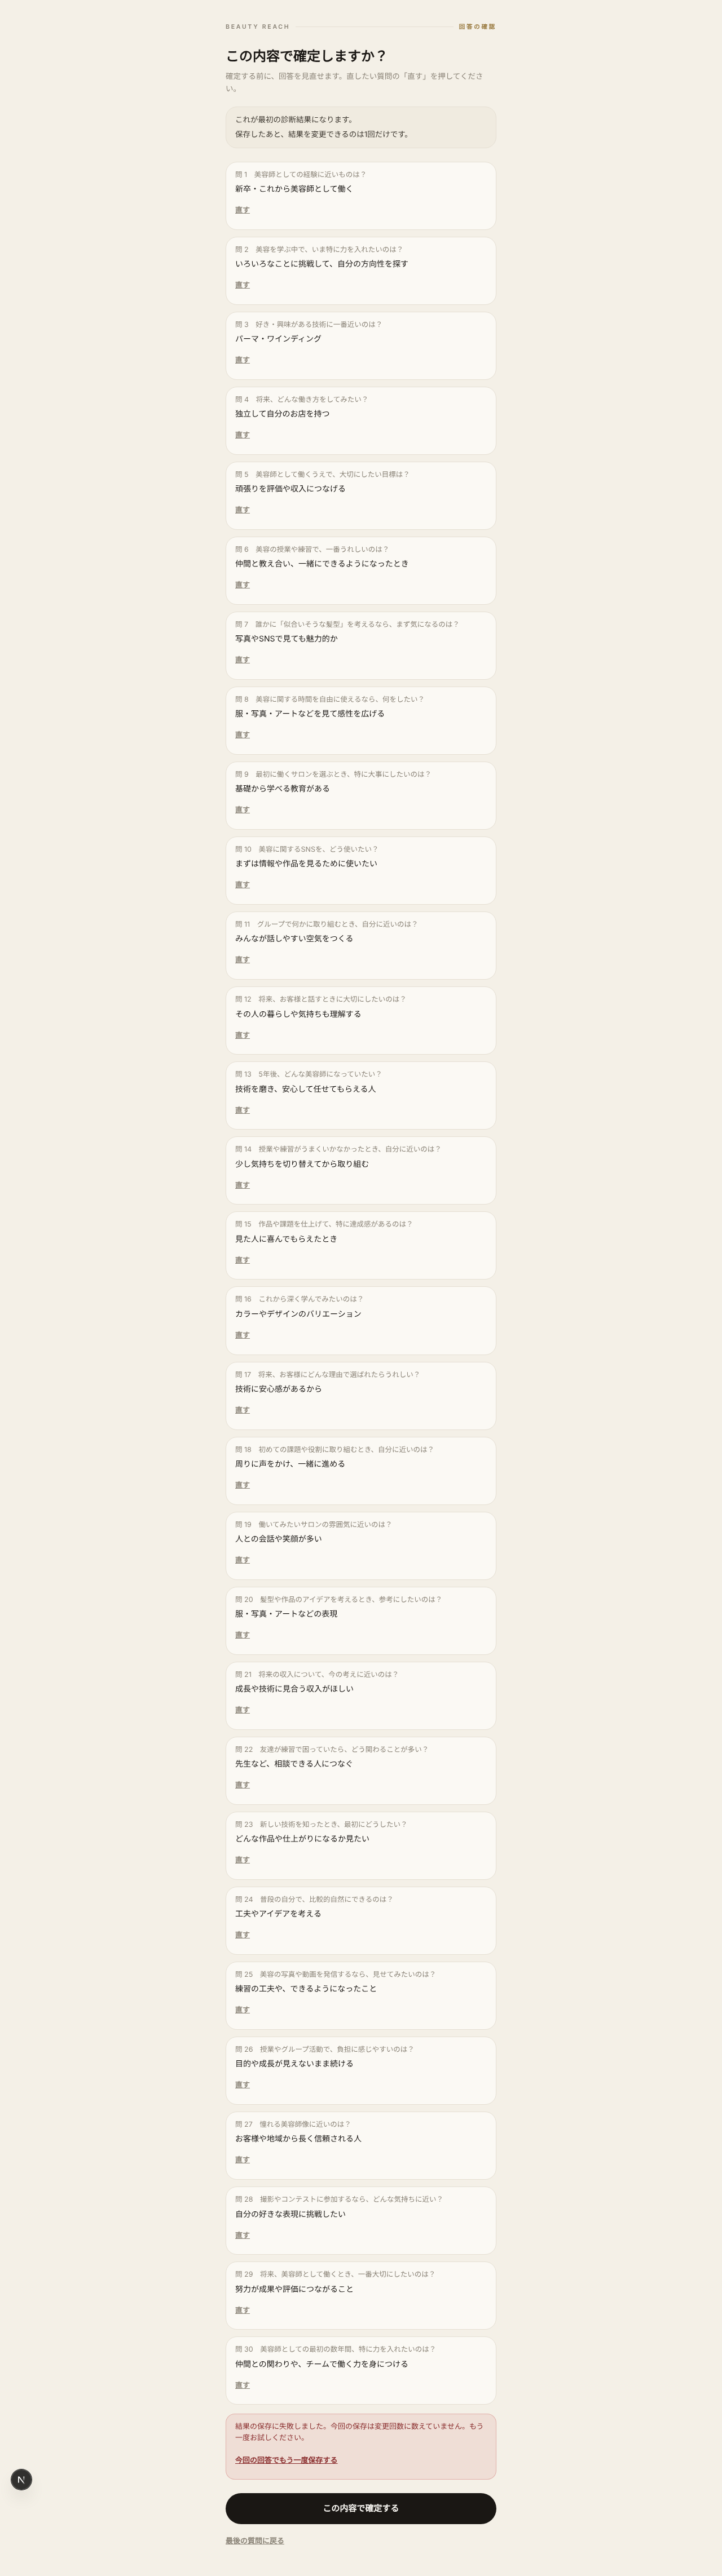 BEAUTY REACH
回答の確認
この内容で確定しますか？
確定する前に、回答を見直せます。直したい質問の「直す」を押してくださ
い。
これが最初の診断結果になります。
保存したあと、結果を変更できるのは1回だけです。
問 1 美容師としての経験に近いものは？
新卒・これから美容師として働く
直す
問 2 美容を学ぶ中で、いま特に力を入れたいのは？
いろいろなことに挑戦して、自分の方向性を探す
直す
問 3 好き・興味がある技術に一番近いのは？
パーマ・ワインディング
直す
問 4 将来、どんな働き方をしてみたい？
独立して自分のお店を持つ
直す
問 5 美容師として働くうえで、大切にしたい目標は？
頑張りを評価や収入につなげる
直す
問 6 美容の授業や練習で、一番うれしいのは？
仲間と教え合い、一緒にできるようになったとき
直す
問 7 誰かに「似合いそうな髪型」を考えるなら、まず気になるのは？
写真やSNSで見ても魅力的か
直す
問 8 美容に関する時間を自由に使えるなら、何をしたい？
服・写真・アートなどを見て感性を広げる
直す
問 9 最初に働くサロンを選ぶとき、特に大事にしたいのは？
基礎から学べる教育がある
直す
問 10 美容に関するSNSを、どう使いたい？
まずは情報や作品を見るために使いたい
直す
問 11 グループで何かに取り組むとき、自分に近いのは？
みんなが話しやすい空気をつくる
直す
問 12 将来、お客様と話すときに大切にしたいのは？
その人の暮らしや気持ちも理解する
直す
問 13 5年後、どんな美容師になっていたい？
技術を磨き、安心して任せてもらえる人
直す
問 14 授業や練習がうまくいかなかったとき、自分に近いのは？
少し気持ちを切り替えてから取り組む
直す
問 15 作品や課題を仕上げて、特に達成感があるのは？
見た人に喜んでもらえたとき
直す
問 16 これから深く学んでみたいのは？
カラーやデザインのバリエーション
直す
問 17 将来、お客様にどんな理由で選ばれたらうれしい？
技術に安心感があるから
直す
問 18 初めての課題や役割に取り組むとき、自分に近いのは？
周りに声をかけ、一緒に進める
直す
問 19 働いてみたいサロンの雰囲気に近いのは？
人との会話や笑顔が多い
直す
問 20 髪型や作品のアイデアを考えるとき、参考にしたいのは？
服・写真・アートなどの表現
直す
問 21 将来の収入について、今の考えに近いのは？
成長や技術に見合う収入がほしい
直す
問 22 友達が練習で困っていたら、どう関わることが多い？
先生など、相談できる人につなぐ
直す
問 23 新しい技術を知ったとき、最初にどうしたい？
どんな作品や仕上がりになるか見たい
直す
問 24 普段の自分で、比較的自然にできるのは？
工夫やアイデアを考える
直す
問 25 美容の写真や動画を発信するなら、見せてみたいのは？
練習の工夫や、できるようになったこと
直す
問 26 授業やグループ活動で、負担に感じやすいのは？
目的や成長が見えないまま続ける
直す
問 27 憧れる美容師像に近いのは？
お客様や地域から長く信頼される人
直す
問 28 撮影やコンテストに参加するなら、どんな気持ちに近い？
自分の好きな表現に挑戦したい
直す
問 29 将来、美容師として働くとき、一番大切にしたいのは？
努力が成果や評価につながること
直す
問 30 美容師としての最初の数年間、特に力を入れたいのは？
仲間との関わりや、チームで働く力を身につける
直す
結果の保存に失敗しました。今回の保存は変更回数に数えていません。もう
一度お試しください。
今回の回答でもう一度保存する
N
この内容で確定する
最後の質問に戻る